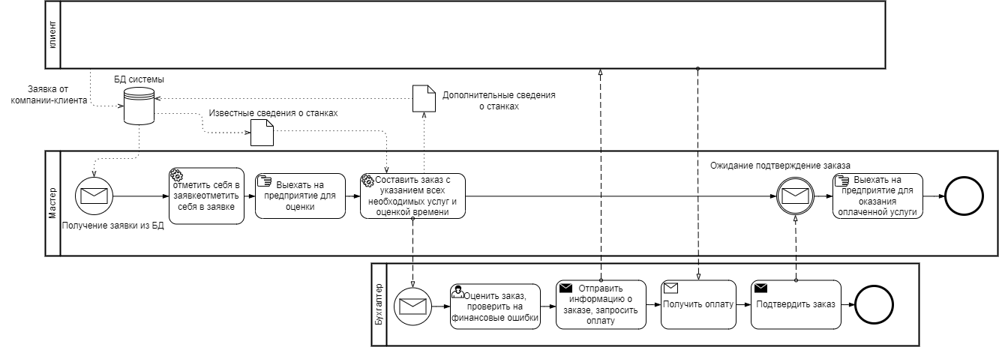 клиент
БД системы
Заявка от
компании-клиента
Дополнительные сведения
о станках
Известные сведения о станках
Мастер
Получение заявки из БД
отметить себя в
заявкеотметить
себя в заявке
Выехать на
предприятие для
оценки
Составить заказ с
указанием всех
необходимых услуг и
оценкой времени
Ожидание подтверждение заказа
Выехать на
предприятие для
оказания
оплаченной услуги
Бухгалтер
Оценить заказ,
проверить на
финансовые ошибки
Отправить
информацию о
заказе, запросить
оплату
Получить оплату
Подтвердить заказ